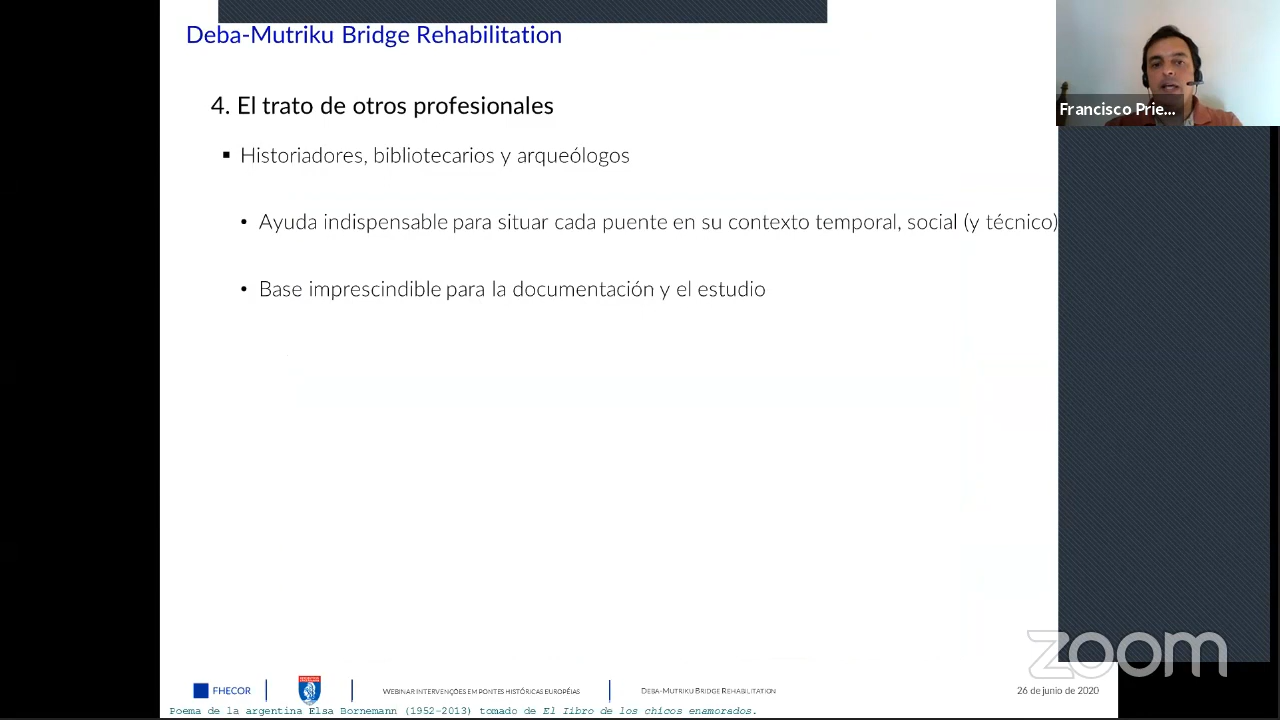 Deba-Mutriku Bridge Rehabilitation
4. El trato de otros profesionales
Historiadores, bibliotecarios y arqueólogos
Ayuda indispensable para situar cada puente en su contexto temporal, social (y técnico)
Base imprescindible para la documentación y el estudio
Francisco Prie...
zoom
FHECOR
WEBINAR INTERVENÇÕES EM PONTES HISTÓRICAS EUROPÉIAS
DEBA-MUTRIKU BRIDGE REHABILITATION
26 de junio de 2020
Poema de la argentina Elsa Bornemann (1952-2013) tomado de El libro de los chicos enamorados.